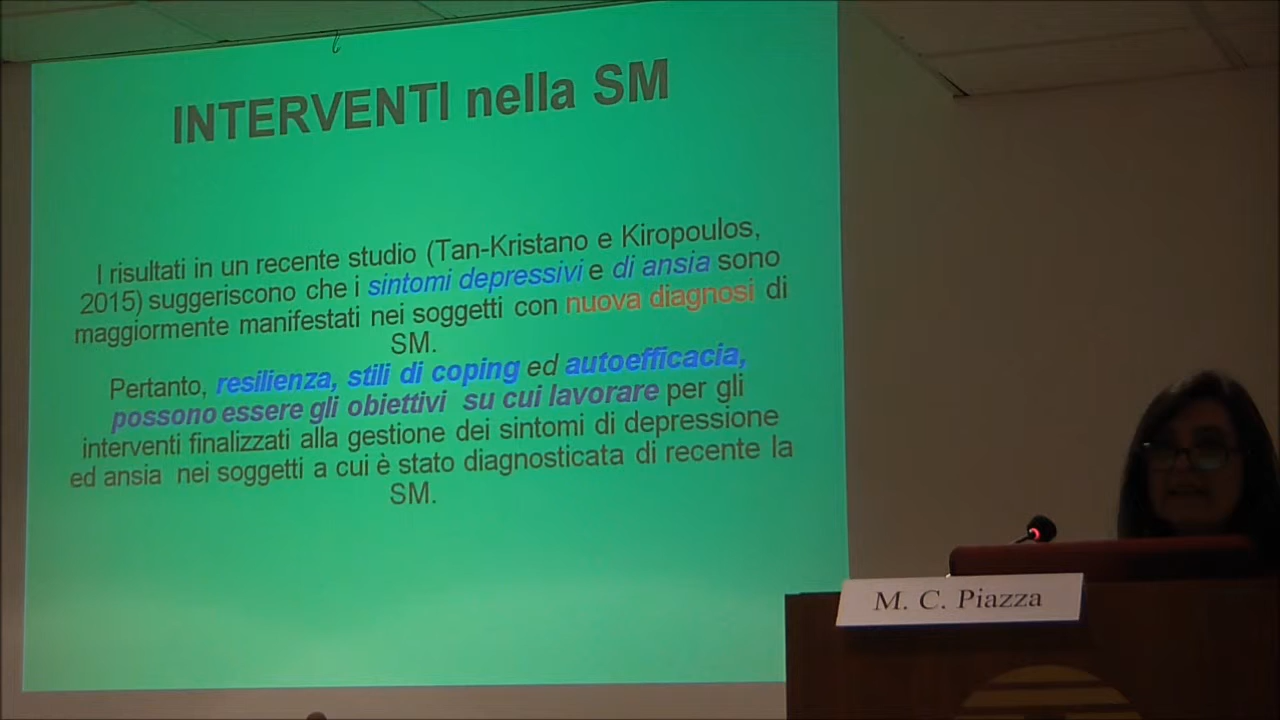 INTERVENTI nella SM
I risultati in un recente studio (Tan-Kristano e Kiropoulos,
2015) suggeriscono che i sintomi depressivi e di ansia sono
maggiormente manifestati nei soggetti con nuova diagnosi di
SM.
Pertanto, resilienza, stili di coping ed autoefficacia,
possono essere gli obiettivi su cui lavorare per gli
interventi finalizzati alla gestione dei sintomi di depressione
ed ansia nei soggetti a cui è stato diagnosticata di recente la
SM.
M. C. Piazza